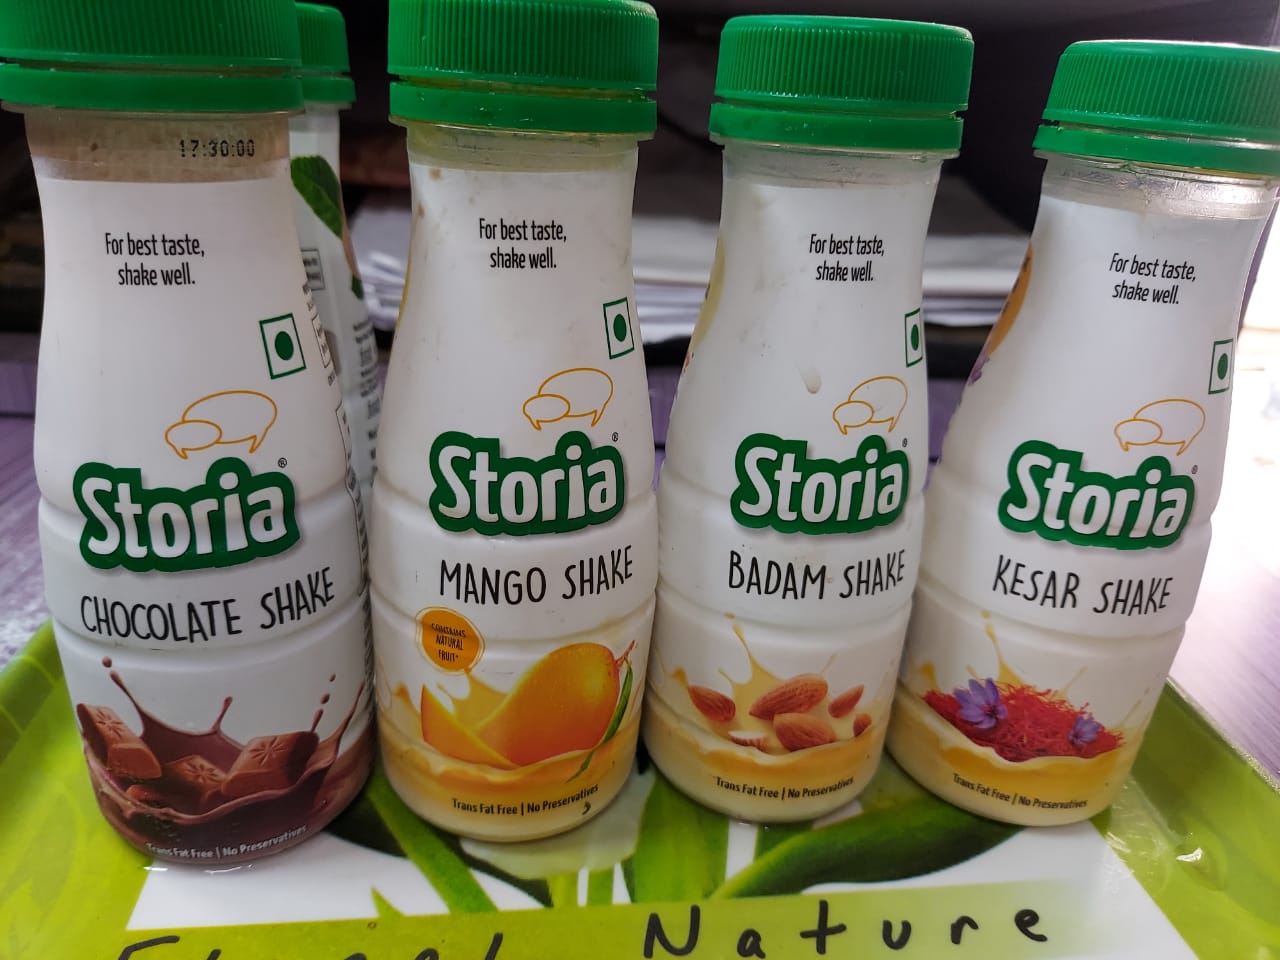 17:30:00
For best taste,
shake well.
Storia®
CHOCOLATE SHAKE
Trans Fat Free | No Preservatives
For best taste,
shake well.
Storia®
MANGO SHAKE
CONTAINS
NATURAL
FRUIT*
Trans Fat Free | No Preservatives
For best taste,
shake well.
Storia®
BADAM SHAKE
Trans Fat Free | No Preservatives
For best taste,
shake well.
Storia®
KESAR SHAKE
Trans Fat Free | No Preservatives
Nature